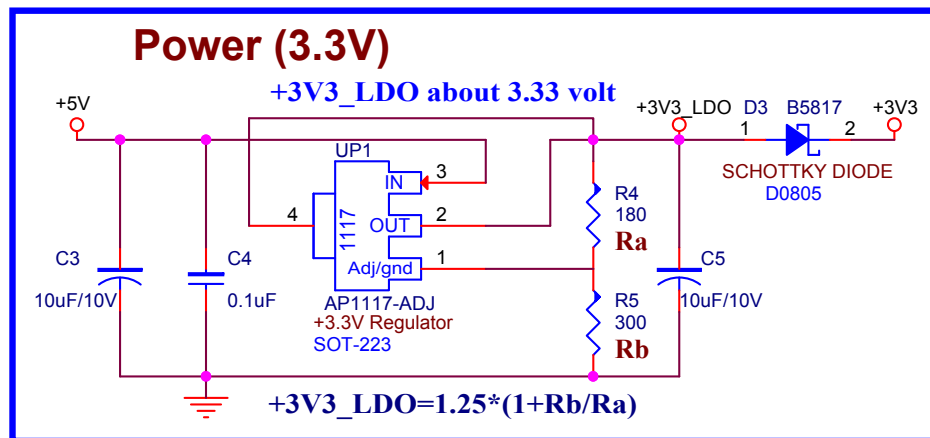 Power (3.3V)
+3V3_LDO about 3.33 volt
+5V
+3V3_LDO
D3
B5817
+3V3
1
2
SCHOTTKY DIODE
D0805
UP1
IN
3
4
1117
OUT
2
Adj/gnd
1
AP1117-ADJ
+3.3V Regulator
SOT-223
R4
180
Ra
R5
300
Rb
C3
10uF/10V
C4
0.1uF
C5
10uF/10V
+3V3_LDO=1.25*(1+Rb/Ra)